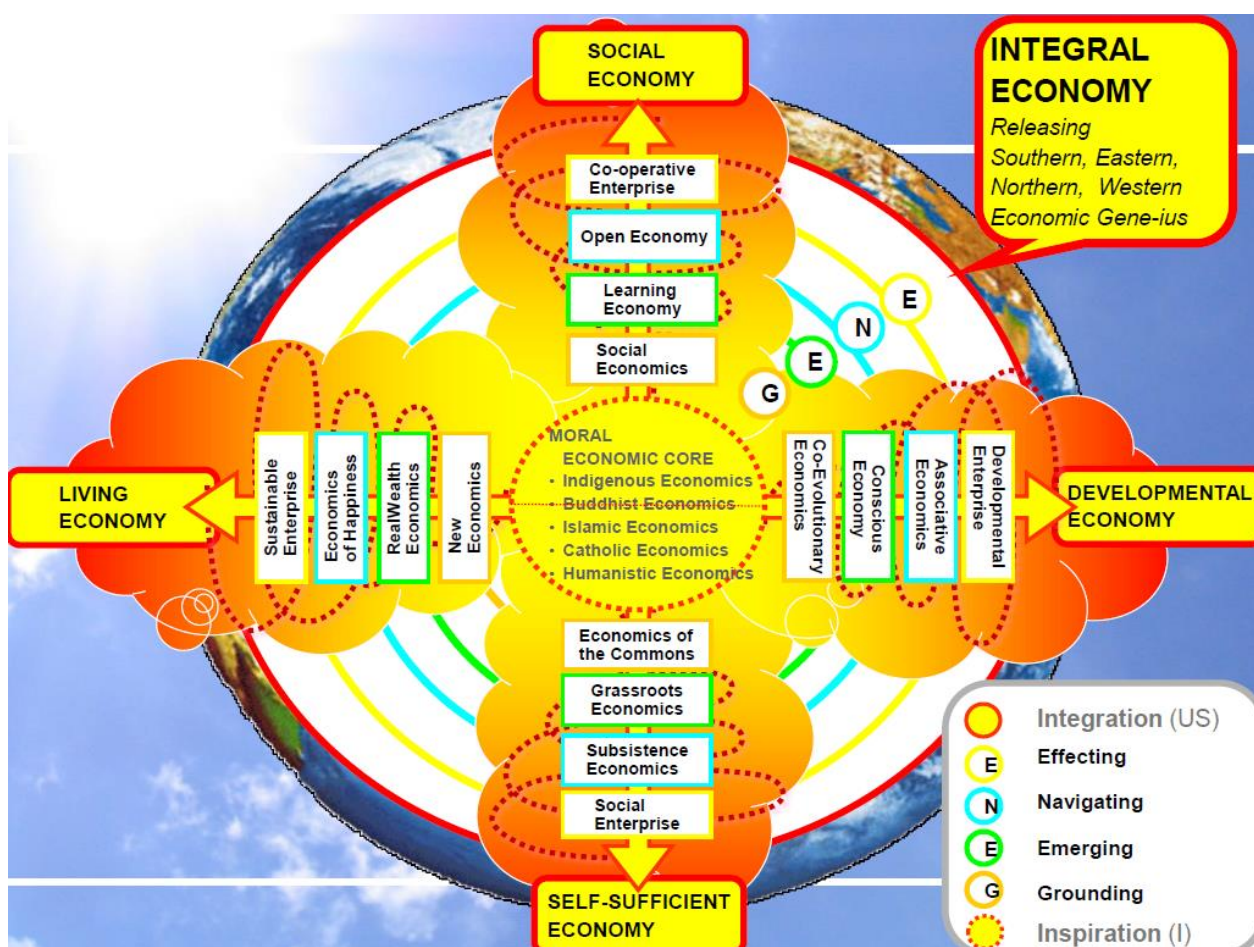 SOCIAL
ECONOMY
INTEGRAL
ECONOMY
Releasing
Southern, Eastern,
Northern, Western
Economic Gene-ius
Co-operative
Enterprise
Open Economy
Learning
Economy
Social
Economics
E
N
E
G
LIVING
ECONOMY
Sustainable
Enterprise
Economics
of Happiness
RealWealth
Economics
New
Economics
MORAL
ECONOMIC CORE
• Indigenous Economics
• Buddhist Economics
• Islamic Economics
• Catholic Economics
• Humanistic Economics
Co-Evolutionary
Economics
Conscious
Economy
Associative
Economics
Developmental
Enterprise
DEVELOPMENTAL
ECONOMY
Economics of
the Commons
Grassroots
Economics
Subsistence
Economics
Social
Enterprise
SELF-SUFFICIENT
ECONOMY
Integration (US)
E Effecting
N Navigating
E Emerging
G Grounding
Inspiration (I)